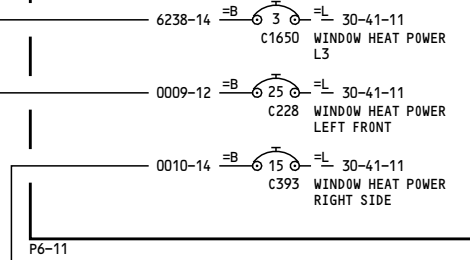 6238-14 =B 3 =L 30-41-11
C1650 WINDOW HEAT POWER
L3
0009-12 =B 25 =L 30-41-11
C228 WINDOW HEAT POWER
LEFT FRONT
0010-14 =B 15 =L 30-41-11
C393 WINDOW HEAT POWER
RIGHT SIDE
P6-11